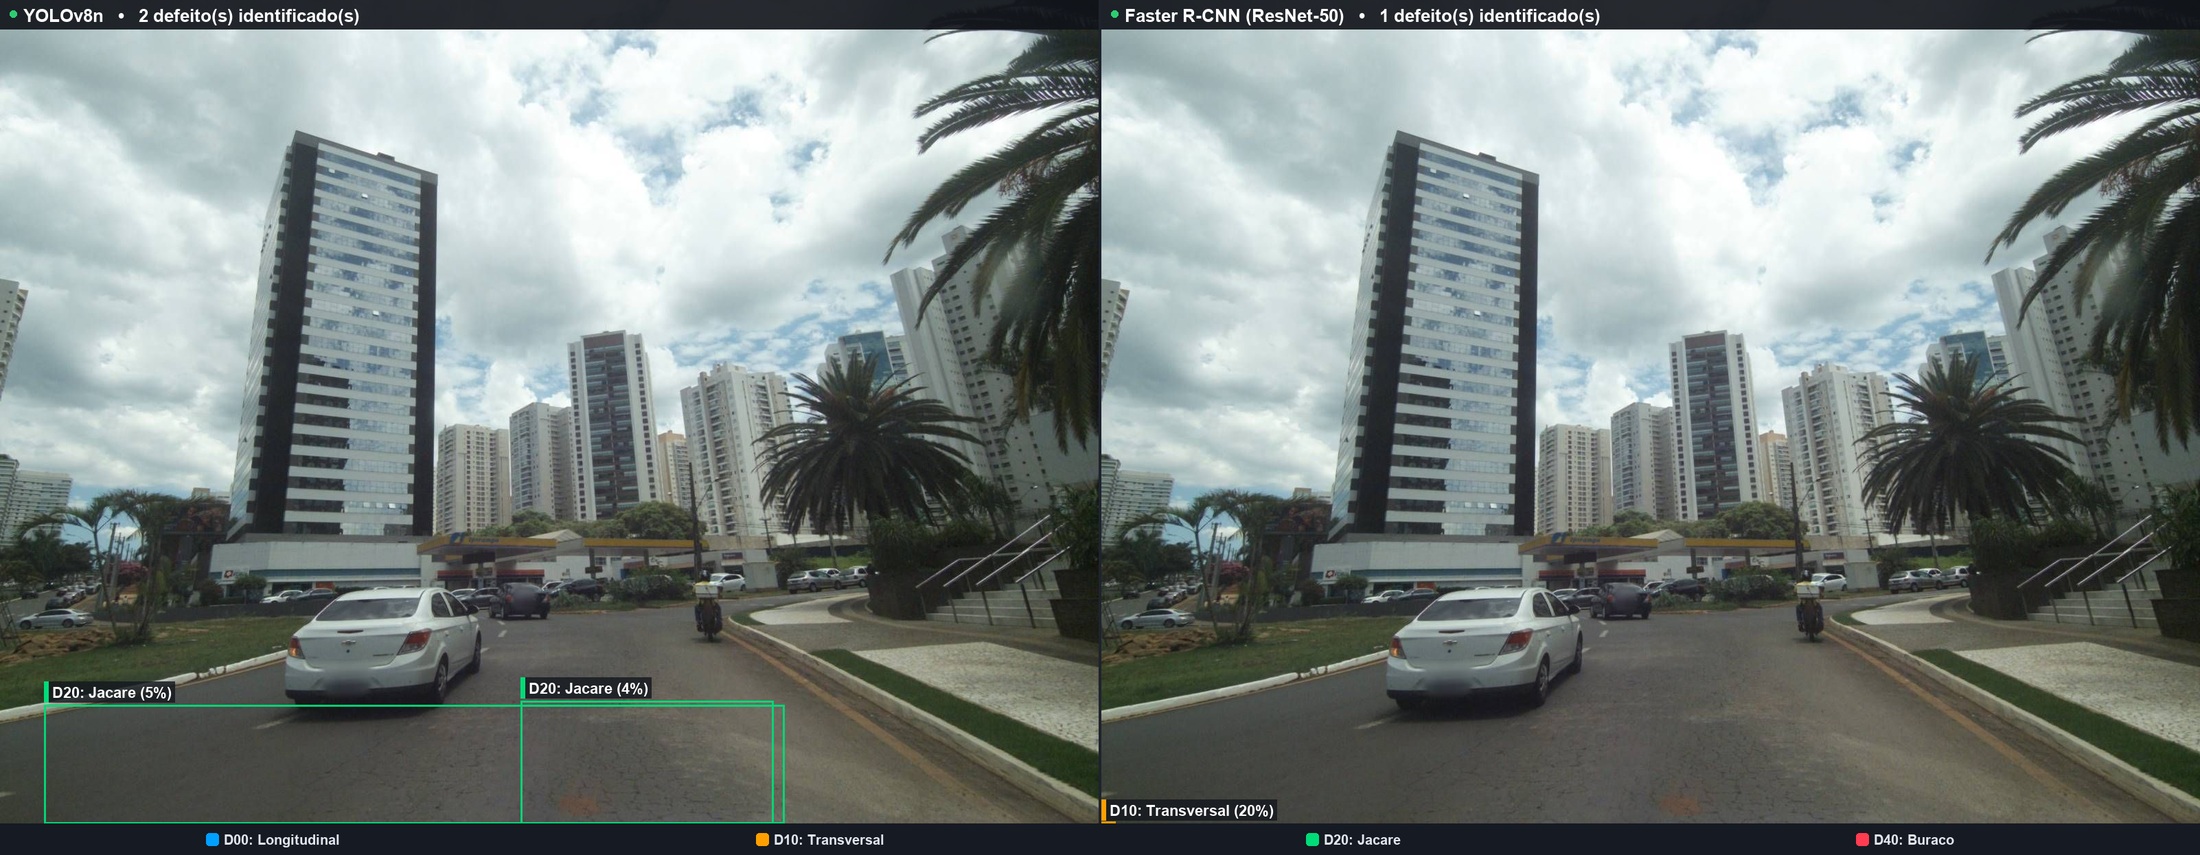 YOLOv8n • 2 defeito(s) identificado(s)
Faster R-CNN (ResNet-50) • 1 defeito(s) identificado(s)
D20: Jacare (5%)
D20: Jacare (4%)
D10: Transversal (20%)
D00: Longitudinal
D10: Transversal
D20: Jacare
D40: Buraco